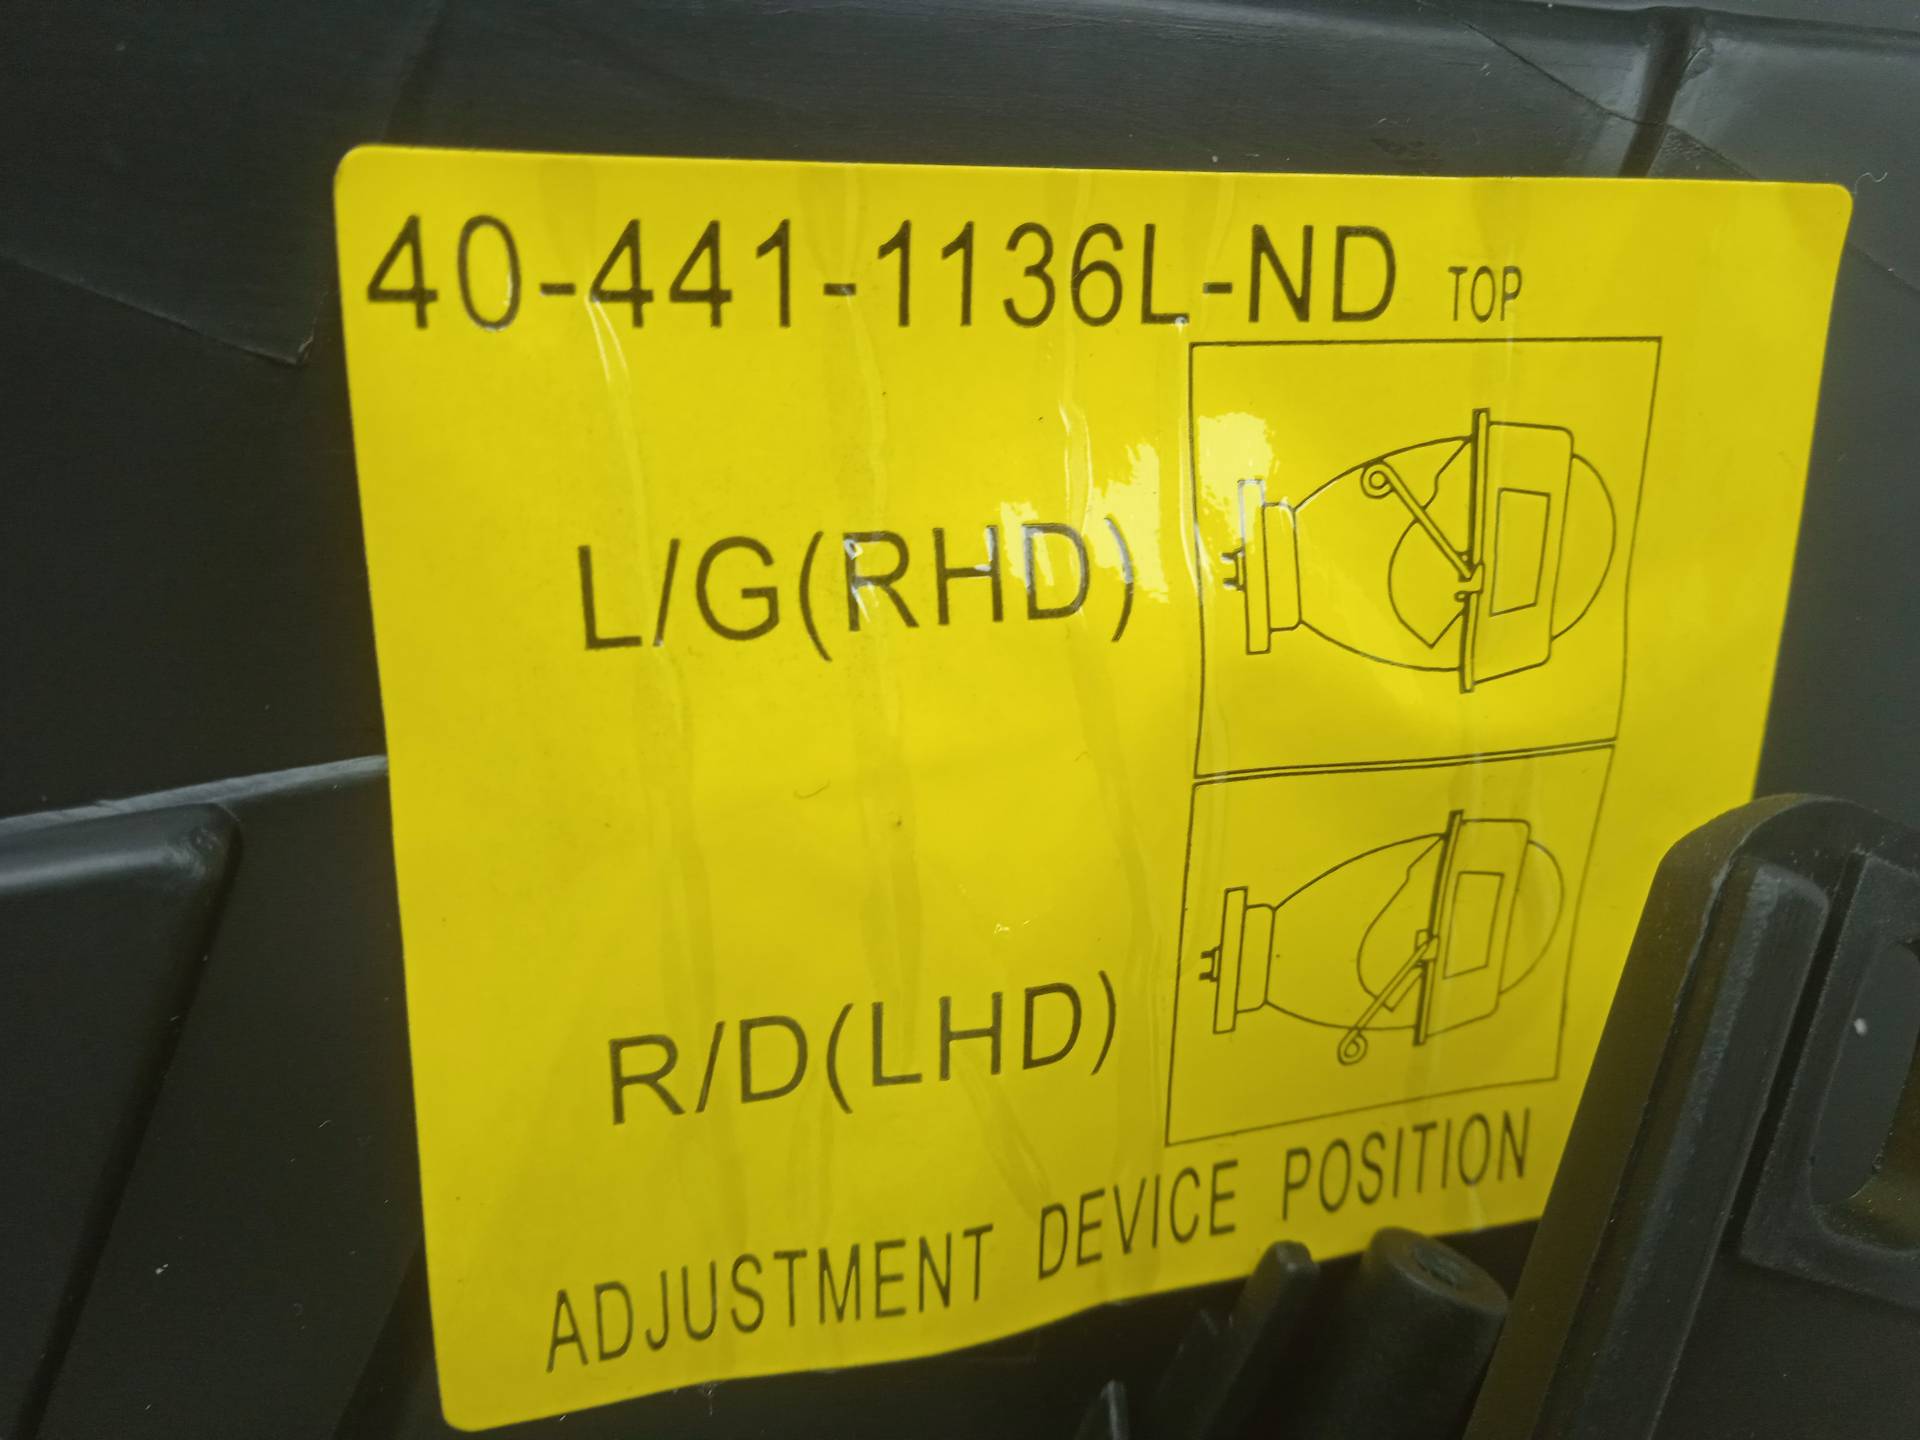 40-441-1136L-ND TOP
L/G(RHD)
R/D(LHD)
ADJUSTMENT DEVICE POSITION